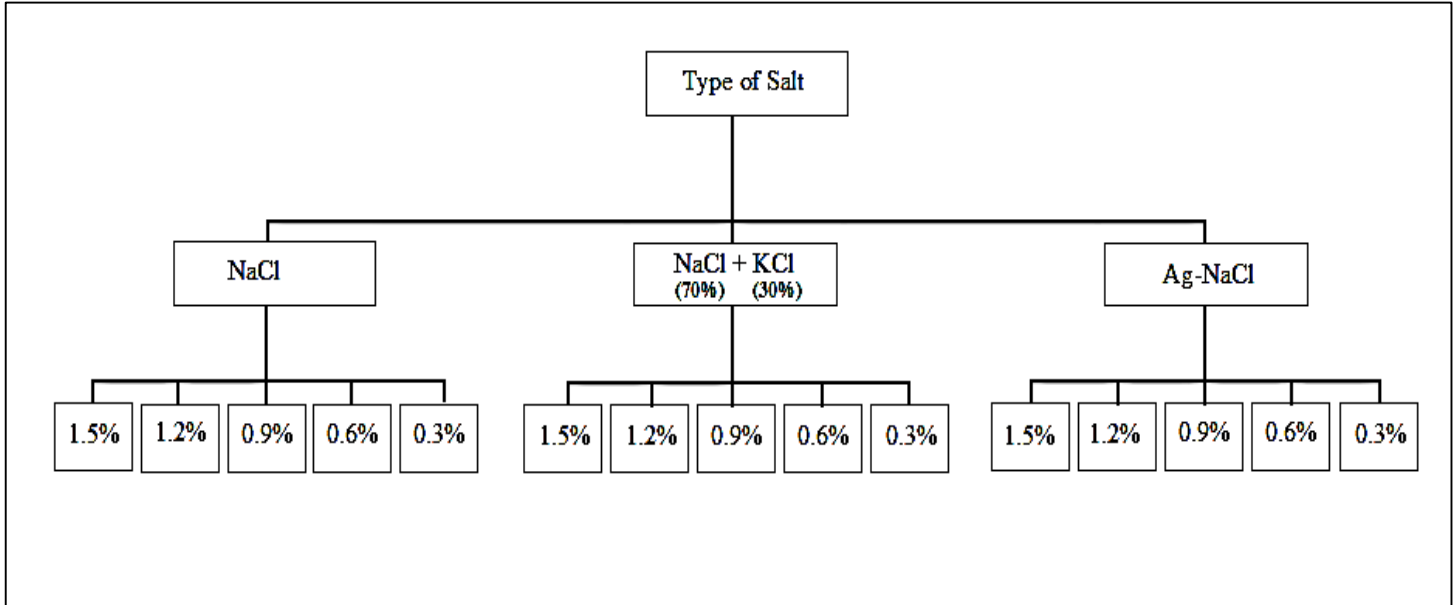 Type of Salt
NaCl
NaCl + KCl
(70%) (30%)
Ag-NaCl
1.5% 1.2% 0.9% 0.6% 0.3%
1.5% 1.2% 0.9% 0.6% 0.3%
1.5% 1.2% 0.9% 0.6% 0.3%